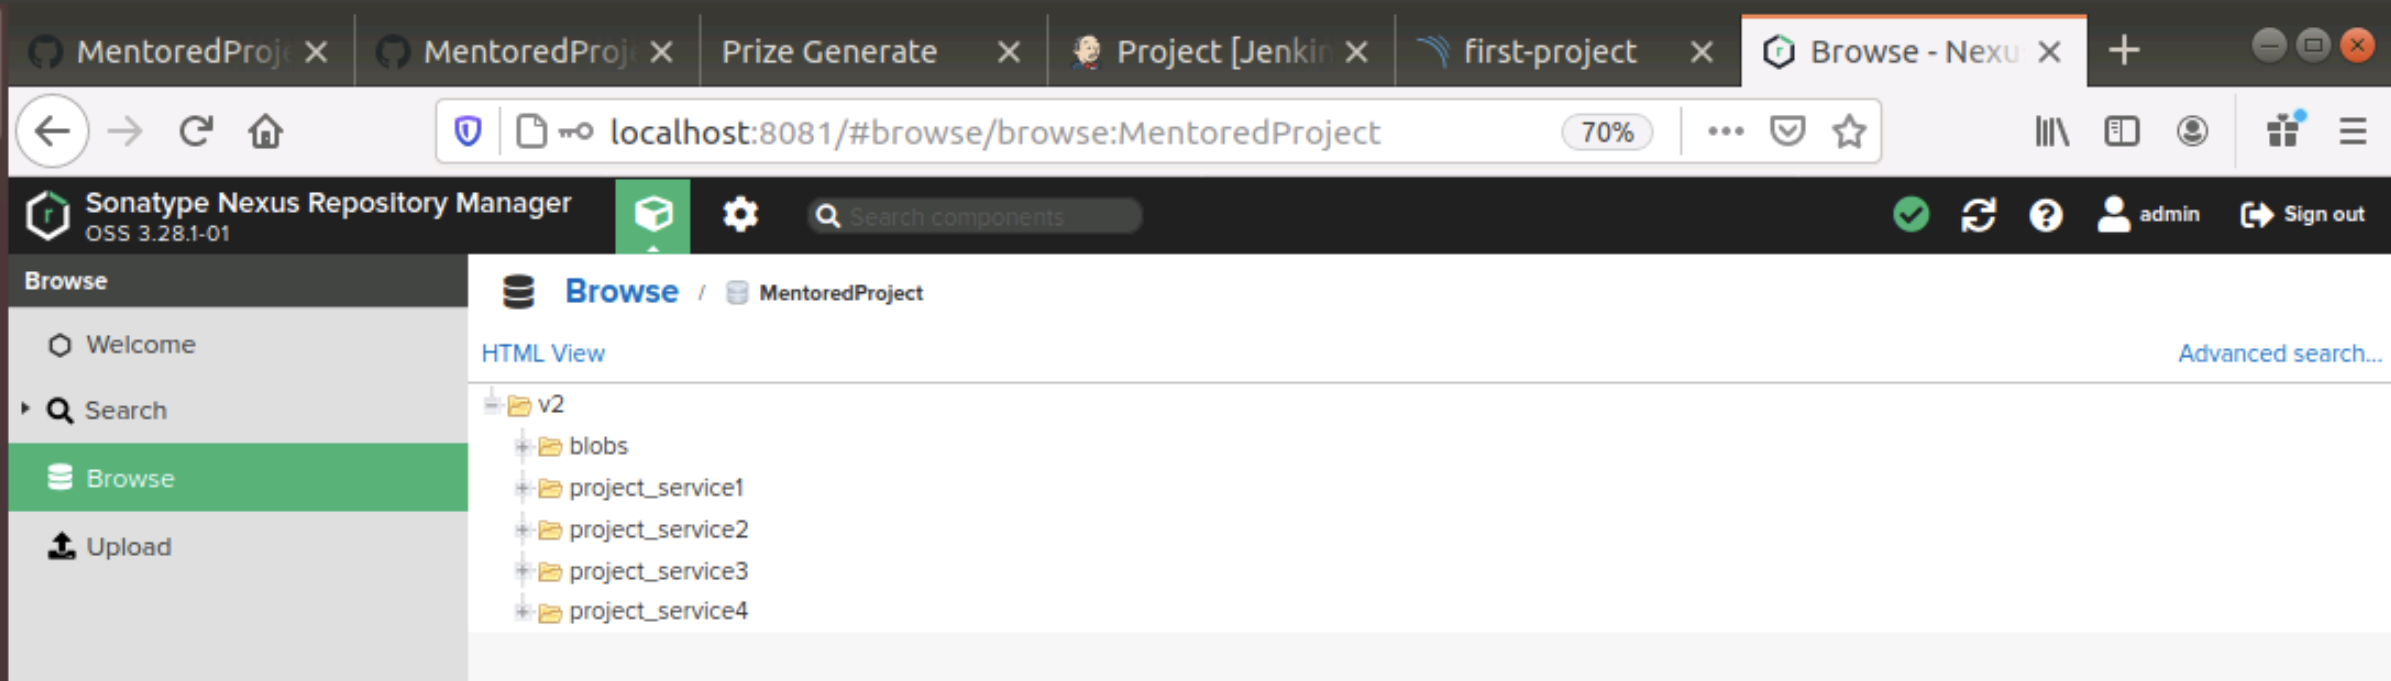 MentoredProj
MentoredProj
Prize Generate
Project [Jenkin
first-project
Browse - Nexu
localhost:8081/#browse/browse:MentoredProject
70%
Sonatype Nexus Repository Manager
OSS 3.28.1-01
Search components
admin
Sign out
Browse
Browse / MentoredProject
Welcome
HTML View
Advanced search...
Search
v2
blobs
Browse
project_service1
project_service2
Upload
project_service3
project_service4